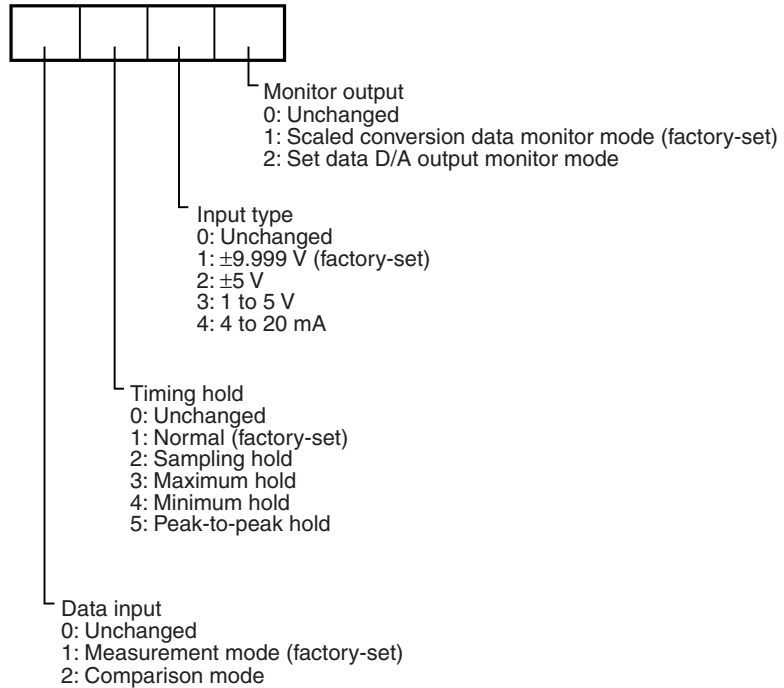 Monitor output
0: Unchanged
1: Scaled conversion data monitor mode (factory-set)
2: Set data D/A output monitor mode
Input type
0: Unchanged
1: ±9.999 V (factory-set)
2: ±5 V
3: 1 to 5 V
4: 4 to 20 mA
Timing hold
0: Unchanged
1: Normal (factory-set)
2: Sampling hold
3: Maximum hold
4: Minimum hold
5: Peak-to-peak hold
Data input
0: Unchanged
1: Measurement mode (factory-set)
2: Comparison mode